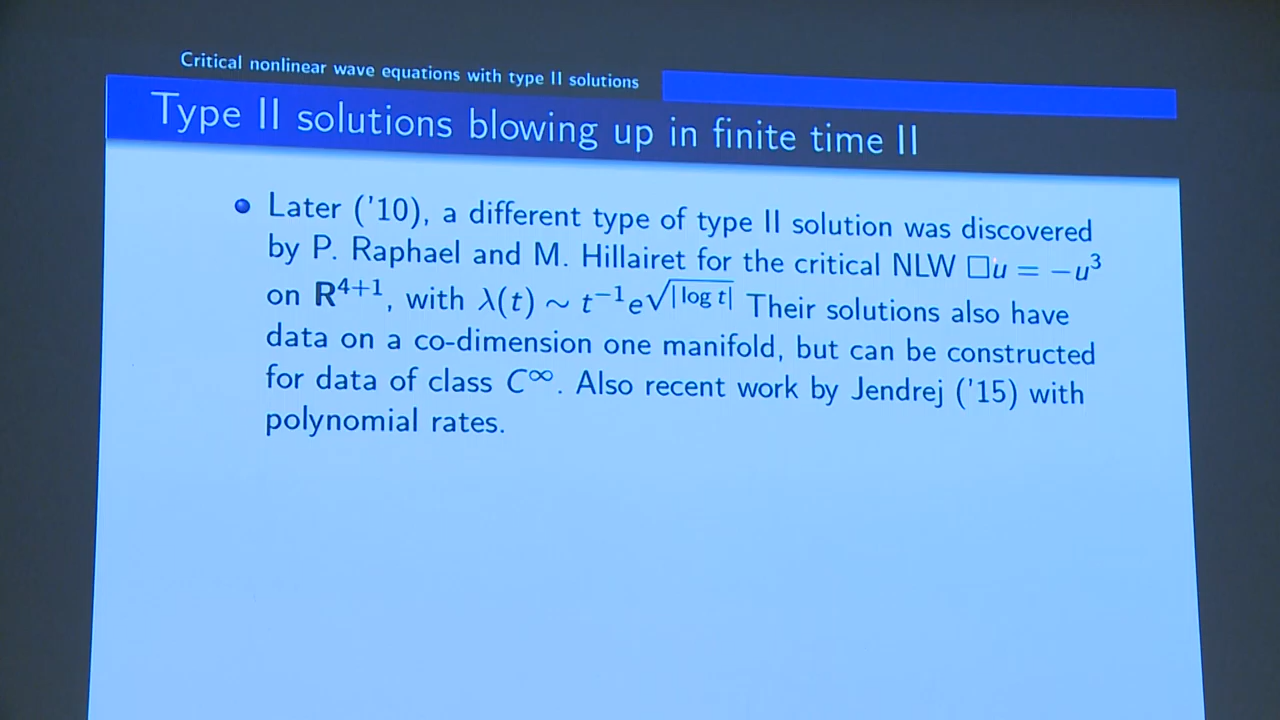 Critical nonlinear wave equations with type II solutions
Type II solutions blowing up in finite time II
Later ('10), a different type of type II solution was discovered
by P. Raphael and M. Hillairet for the critical NLW □u = −u³
on R⁴⁺¹, with λ(t) ∼ t⁻¹e^√|log t| Their solutions also have
data on a co-dimension one manifold, but can be constructed
for data of class C^∞. Also recent work by Jendrej ('15) with
polynomial rates.